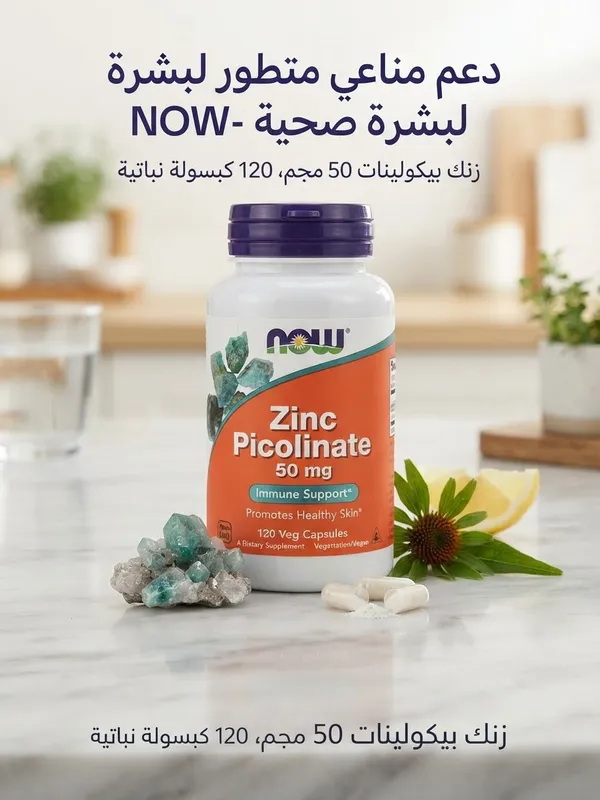 دعم مناعي متطور لبشرة
لبشرة صحية -NOW
زنك بيكولينات 50 مجم، 120 كبسولة نباتية
NOW
Zinc
Picolinate
50 mg
Immune Support*
Promotes Healthy Skin*
120 Veg Capsules
A Dietary Supplement Vegattation/Vegan
زنك بيكولينات 50 مجم، 120 كبسولة نباتية